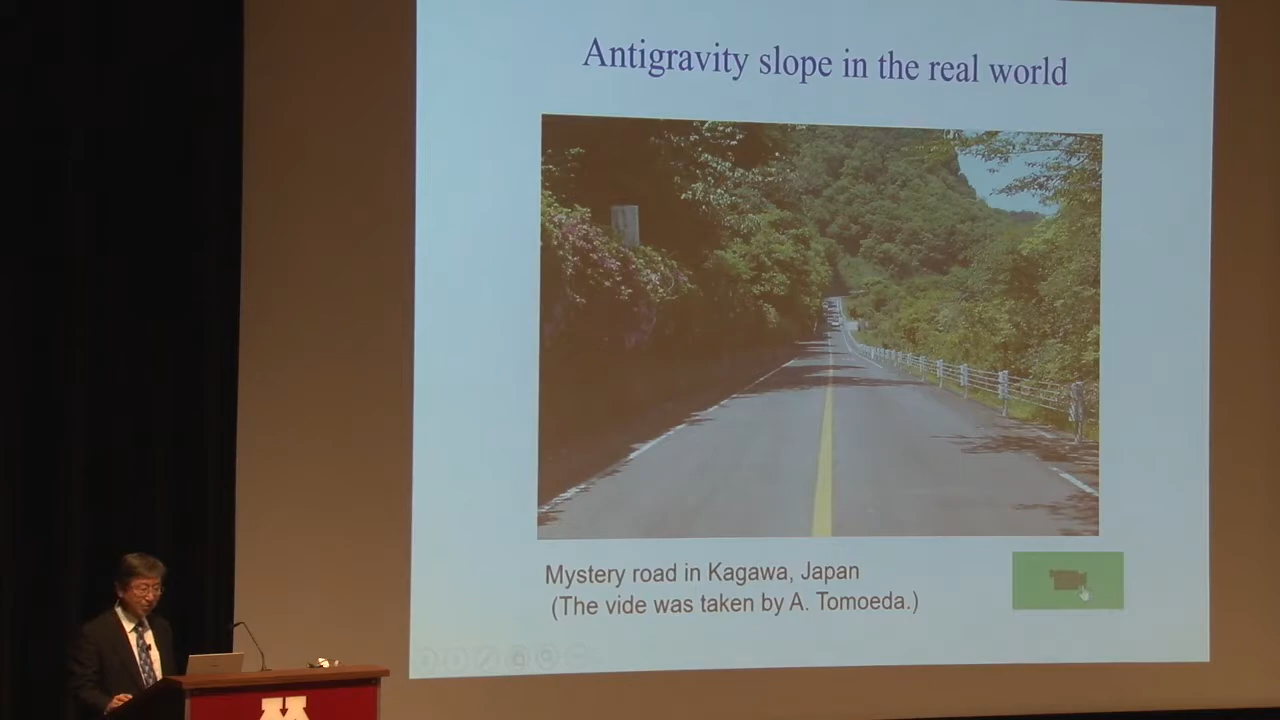 Antigravity slope in the real world
Mystery road in Kagawa, Japan
(The vide was taken by A. Tomoeda.)
M